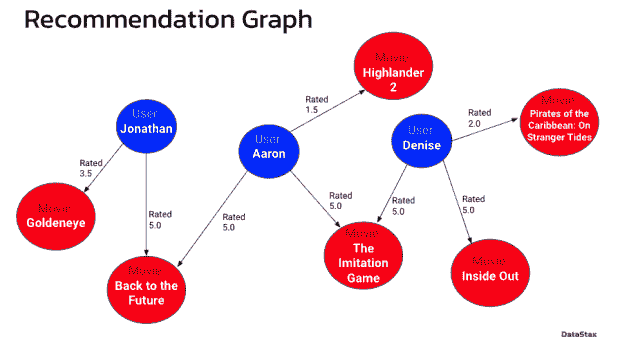 Recommendation Graph
Movie
Highlander
2
Rated
1.5
User
Jonathan
User
Aaron
User
Denise
Rated
2.0
Movie
Pirates of the
Caribbean: On
Stranger Tides
Rated
3.5
Movie
Goldeneye
Rated
5.0
Rated
5.0
Rated
5.0
Rated
5.0
Rated
5.0
Movie
Back to the
Future
Movie
The
Imitation
Game
Movie
Inside Out
DataStax